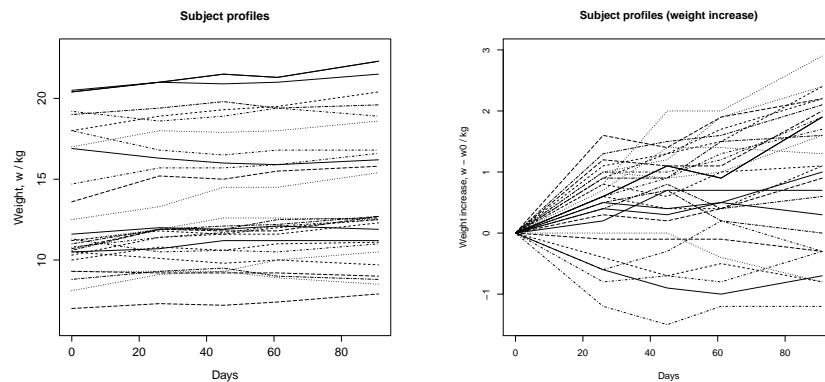 Subject profiles
Weight, w / kg
20
15
10
0 20 40 60 80
Days
Subject profiles (weight increase)
Weight increase, w − w0 / kg
3
2
1
0
−1
0 20 40 60 80
Days